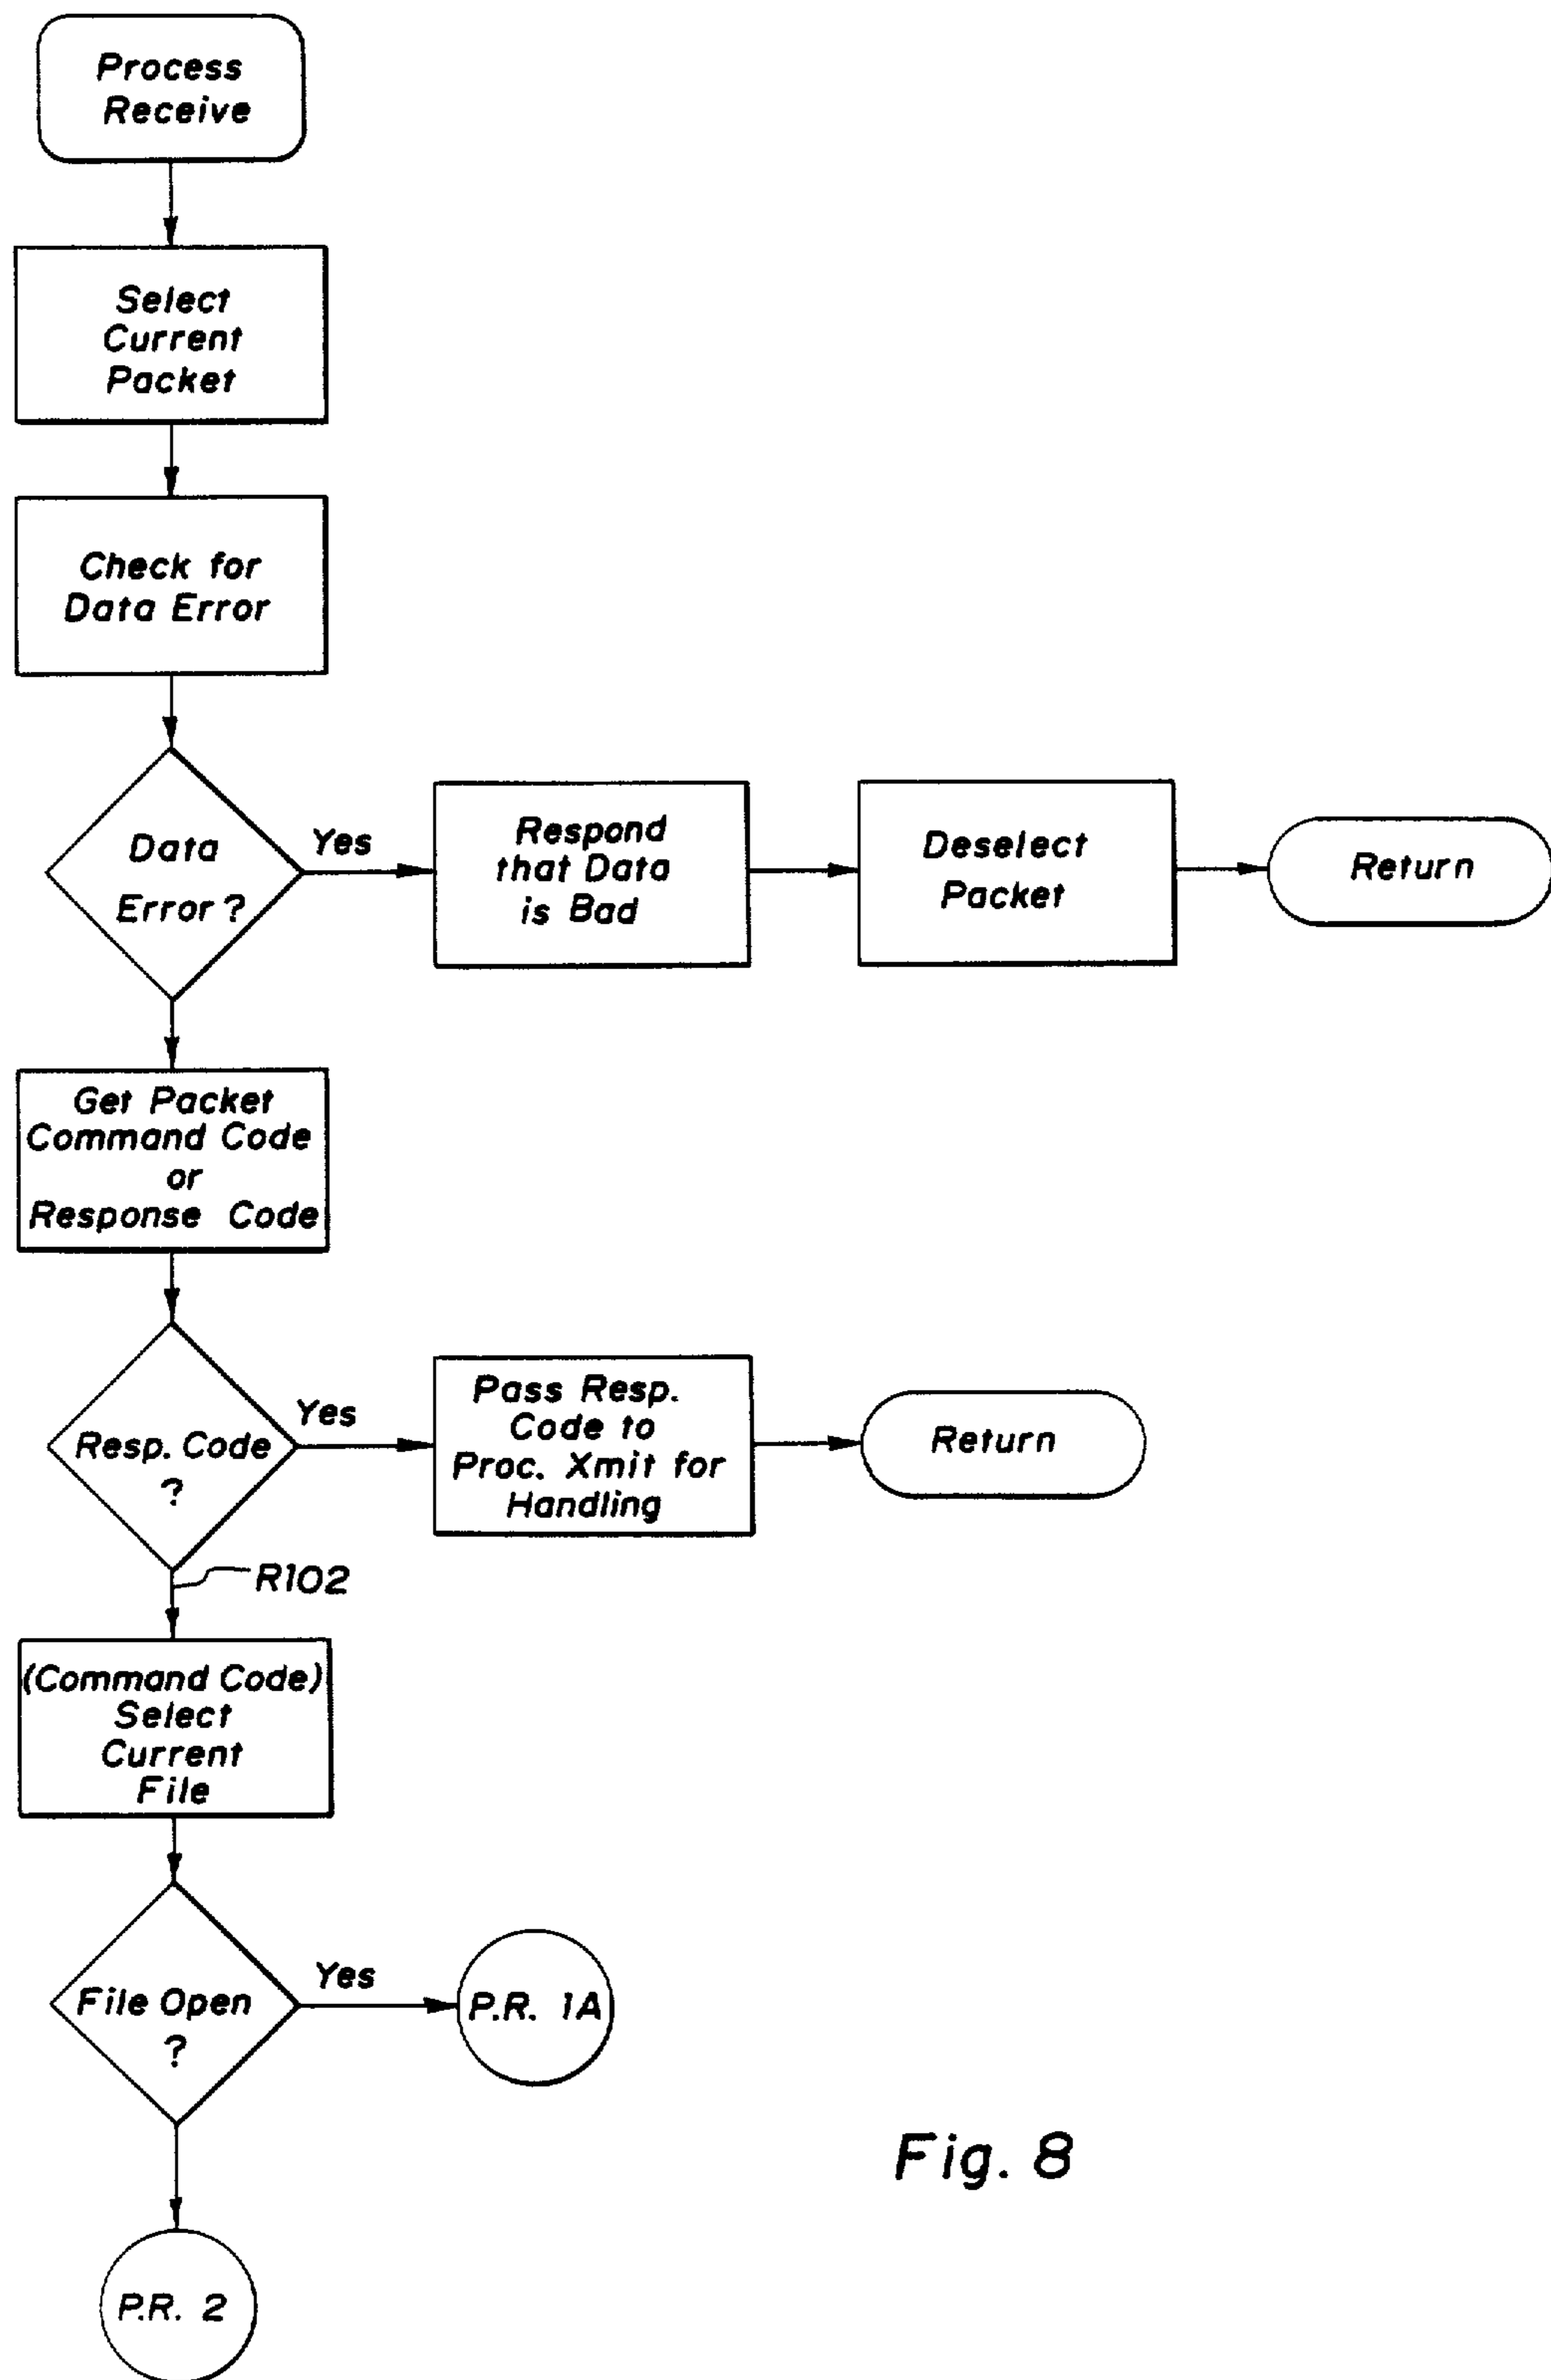 Process
Receive
Select
Current
Packet
Check for
Data Error
Data
Error?
Yes
Respond
that Data
is Bad
Deselect
Packet
Return
Get Packet
Command Code
or
Response Code
Resp. Code
?
Yes
Pass Resp.
Code to
Proc. Xmit for
Handling
Return
R102
(Command Code)
Select
Current
File
File Open
?
Yes
P.R. 1A
P.R. 2
Fig. 8